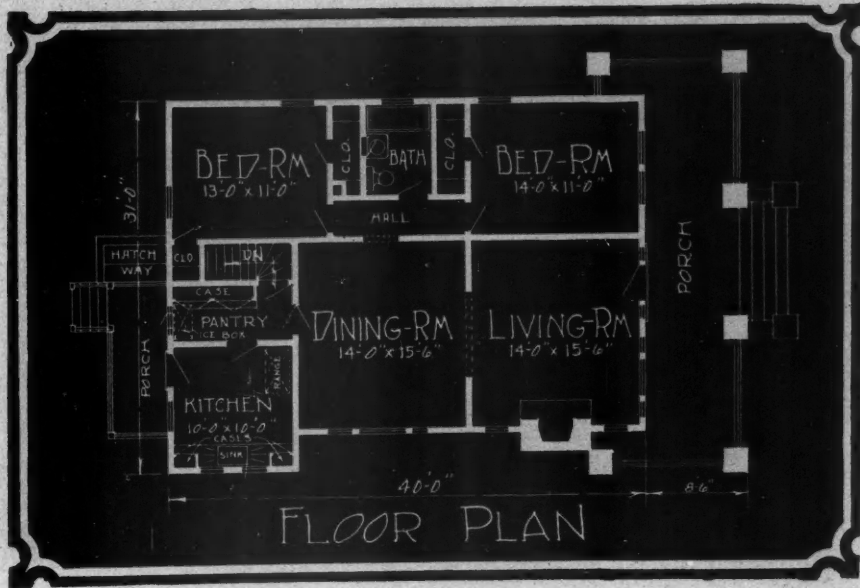 BED-RM
13'-0" x 11'-0"
CLO.
BATH
CLO.
BED-RM
14'-0" x 11'-0"
31'-0"
HALL
HATCH
WAY
CLO
DN
CASE
PANTRY
ICE BOX
DINING-RM
14'-0" x 15'-6"
LIVING-RM
14'-0" x 15'-6"
PORCH
PORCH
RANGE
KITCHEN
10'-0" x 10'-0"
CASES
SINK
40'-0"
8'-6"
FLOOR PLAN